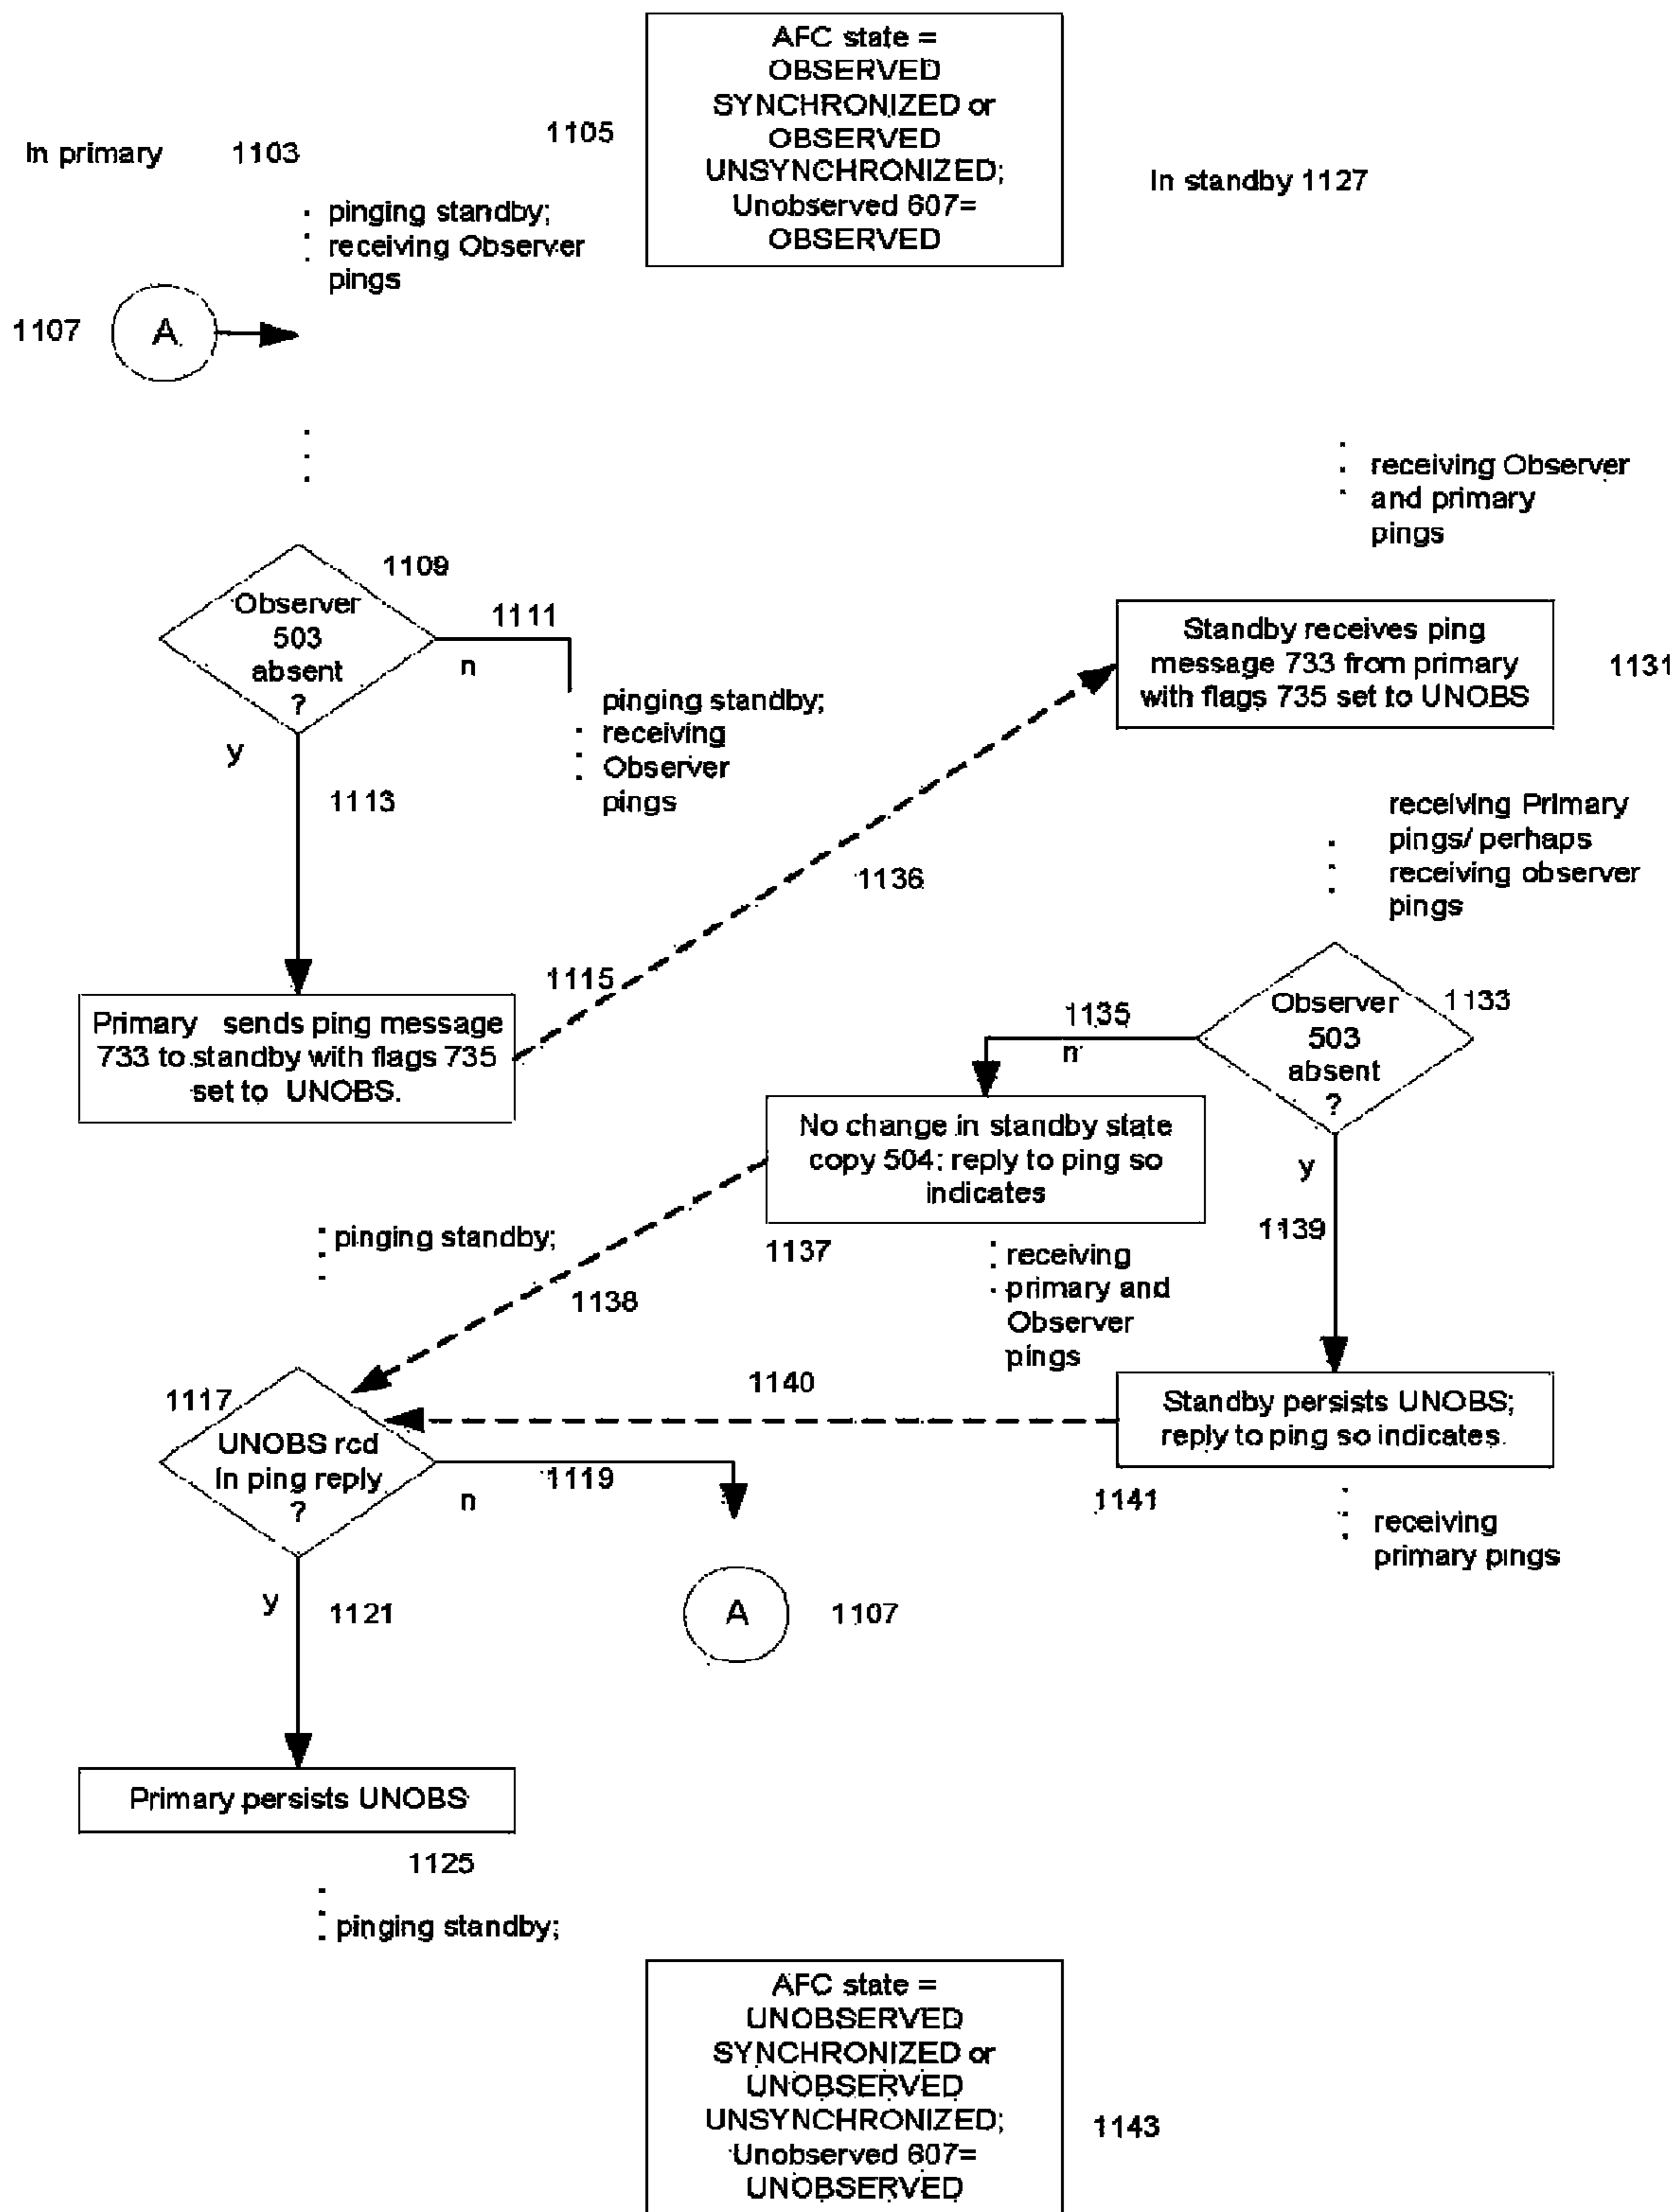 AFC state =
OBSERVED
SYNCHRONIZED or
OBSERVED
UNSYNCHRONIZED;
Unobserved 607=
OBSERVED
1105
In primary 1103
In standby 1127
pinging standby;
receiving Observer
pings
1107
A
receiving Observer
and primary
pings
1109
Observer
503
absent
?
1111
n
y
1113
pinging standby;
receiving
Observer
pings
Standby receives ping
message 733 from primary
with flags 735 set to UNOBS
1131
1136
receiving Primary
pings/ perhaps
receiving observer
pings
1115
Primary sends ping message
733 to standby with flags 735
set to UNOBS.
1133
Observer
503
absent
?
1135
n
y
1139
No change in standby state
copy 504; reply to ping so
indicates
1137
receiving
primary and
Observer
pings
pinging standby;
1138
1140
Standby persists UNOBS;
reply to ping so indicates.
1141
receiving
primary pings
1117
UNOBS rcd
In ping reply
?
1119
n
y
1121
A
1107
Primary persists UNOBS
1125
pinging standby;
AFC state =
UNOBSERVED
SYNCHRONIZED or
UNOBSERVED
UNSYNCHRONIZED;
Unobserved 607=
UNOBSERVED
1143